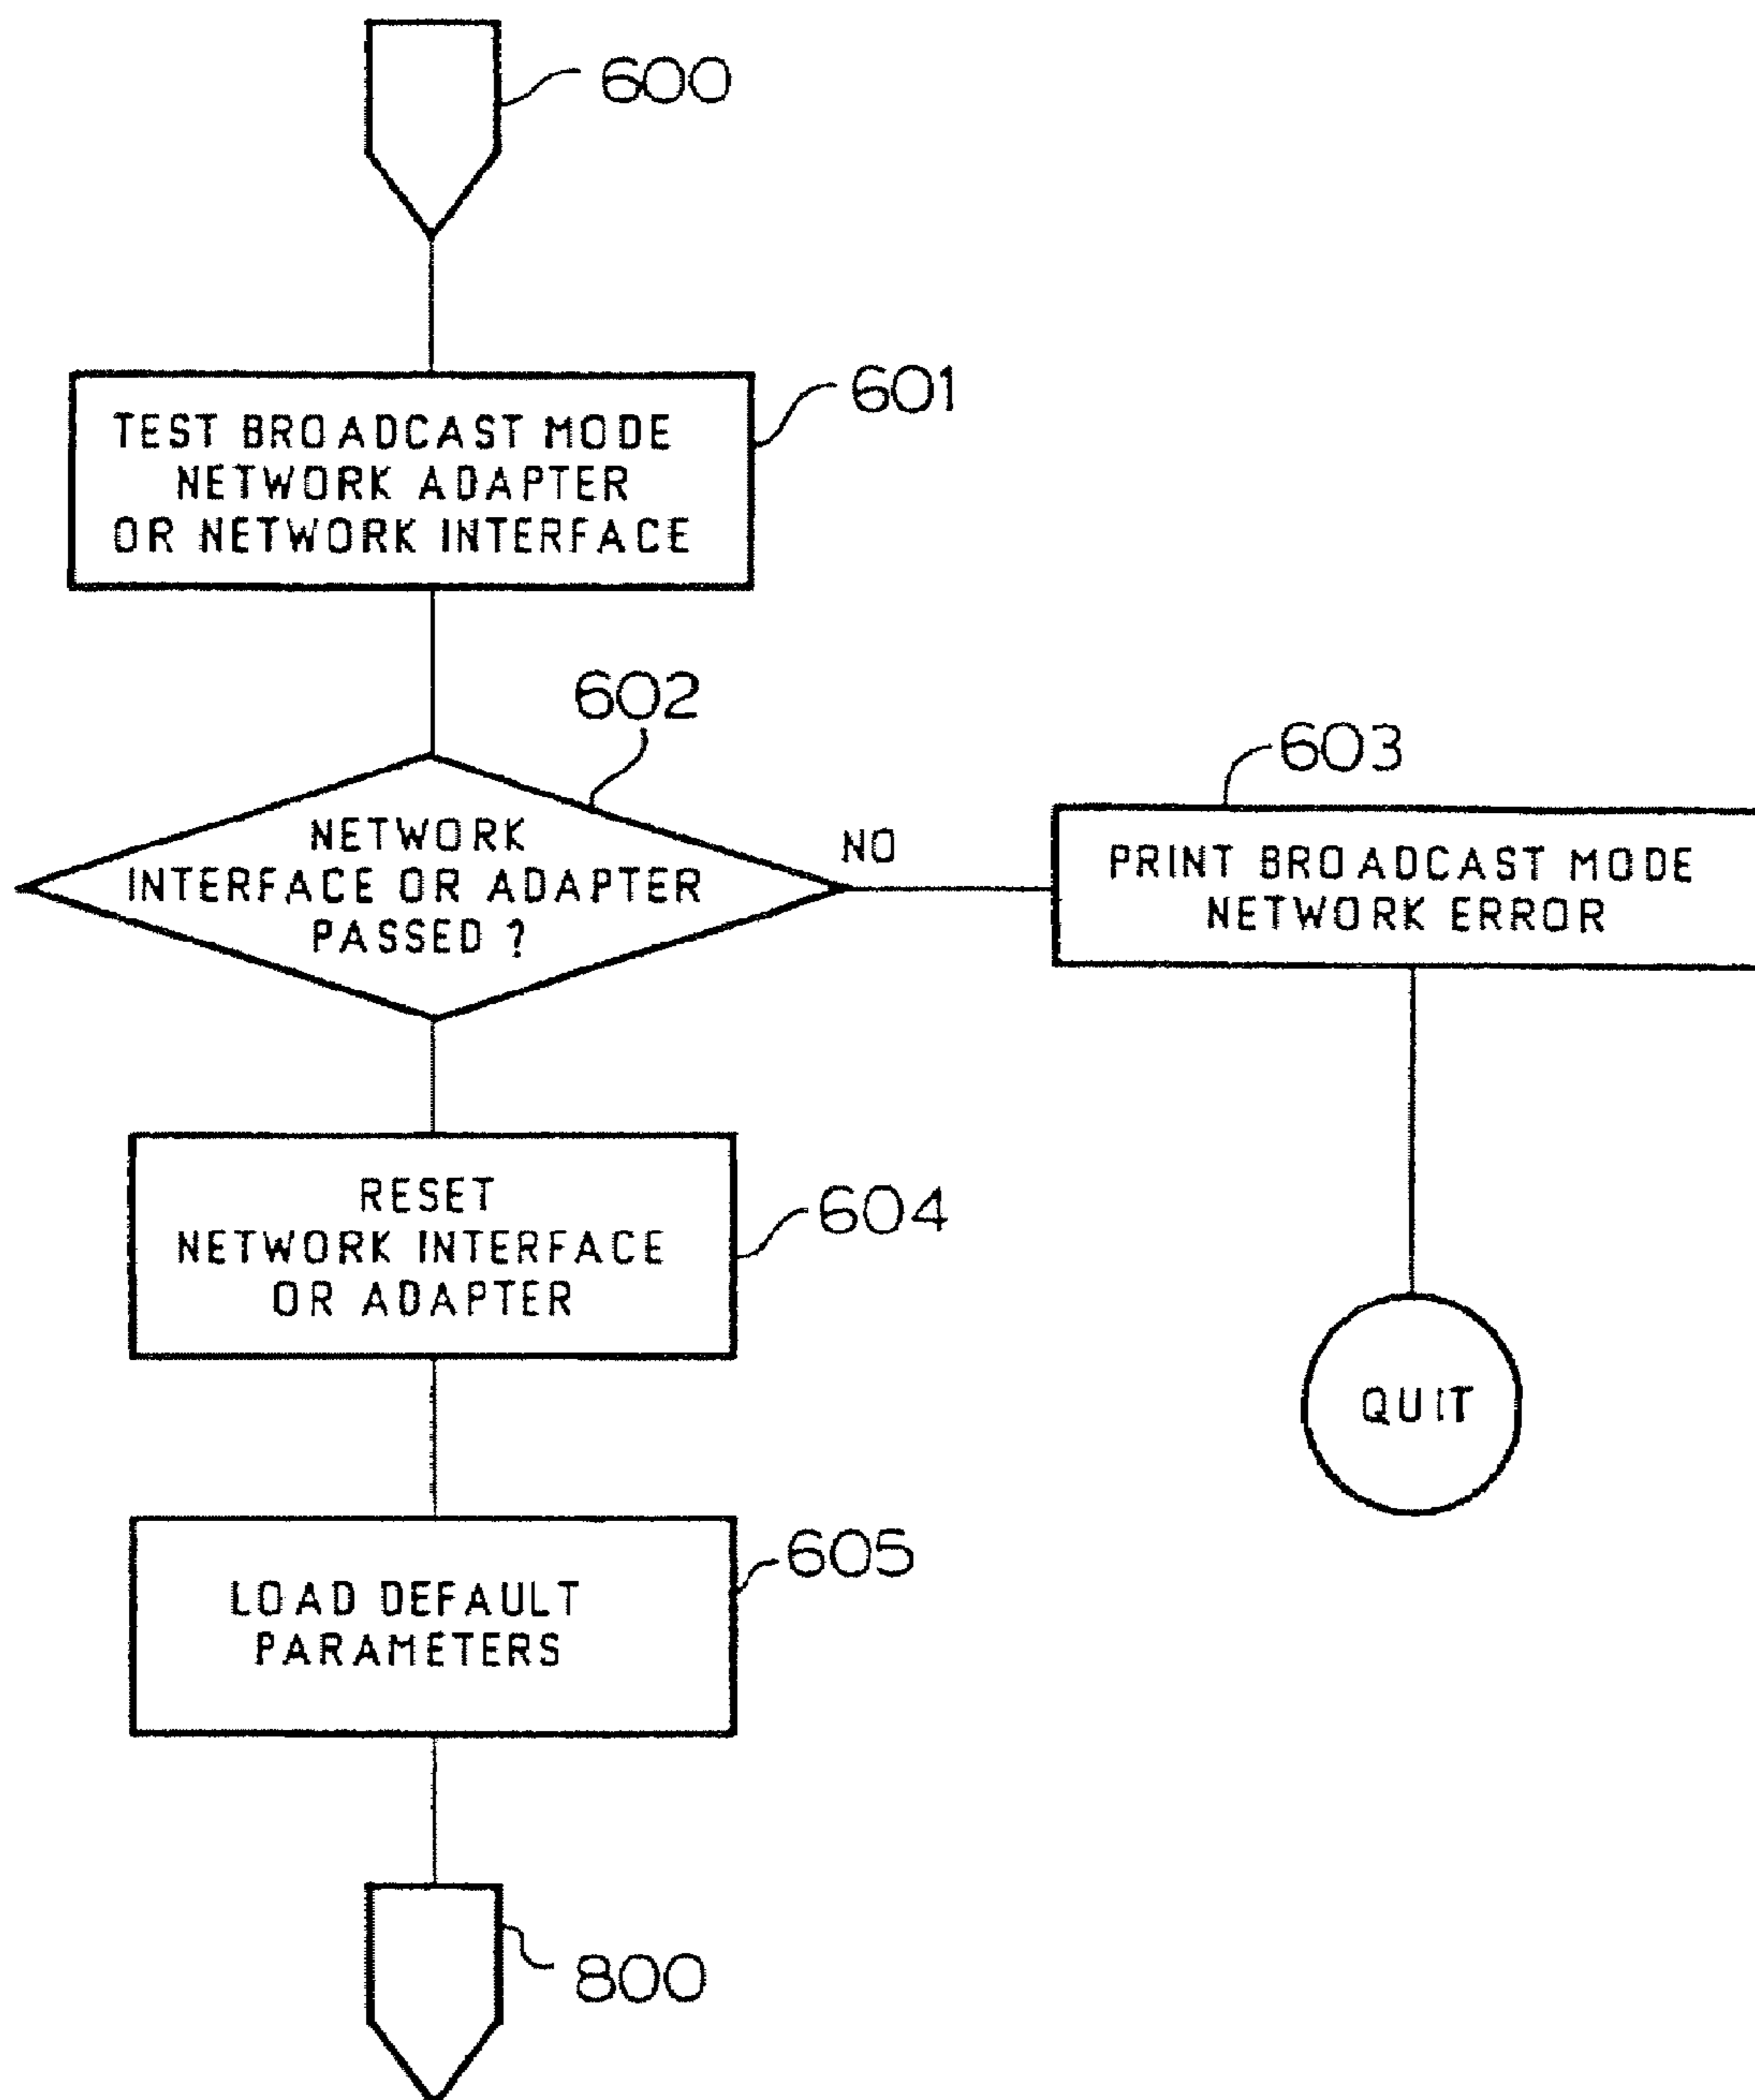 600
601
TEST BROADCAST MODE
NETWORK ADAPTER
OR NETWORK INTERFACE
602
NETWORK
INTERFACE OR ADAPTER
PASSED ?
NO
603
PRINT BROADCAST MODE
NETWORK ERROR
604
RESET
NETWORK INTERFACE
OR ADAPTER
QUIT
605
LOAD DEFAULT
PARAMETERS
800